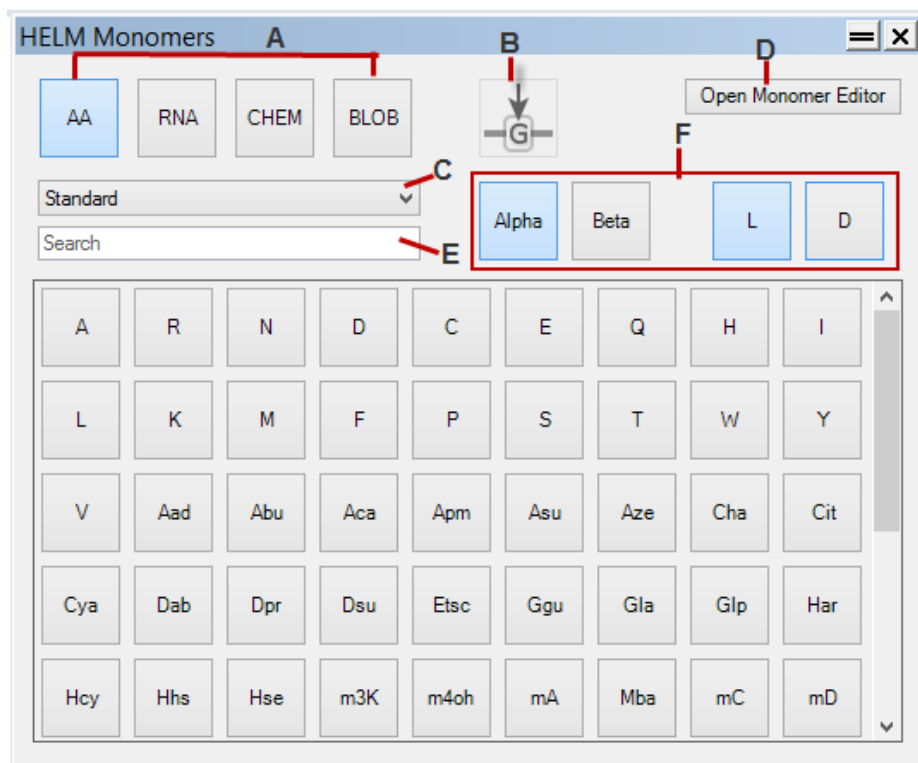 HELM Monomers A B D
AA RNA CHEM BLOB G Open Monomer Editor
F
C
Standard
Alpha Beta L D
Search
E
A R N D C E Q H I
L K M F P S T W Y
V Aad Abu Aca Apm Asu Aze Cha Cit
Cya Dab Dpr Dsu Etsc Ggu Gla Glp Har
Hcy Hhs Hse m3K m4oh mA Mba mC mD